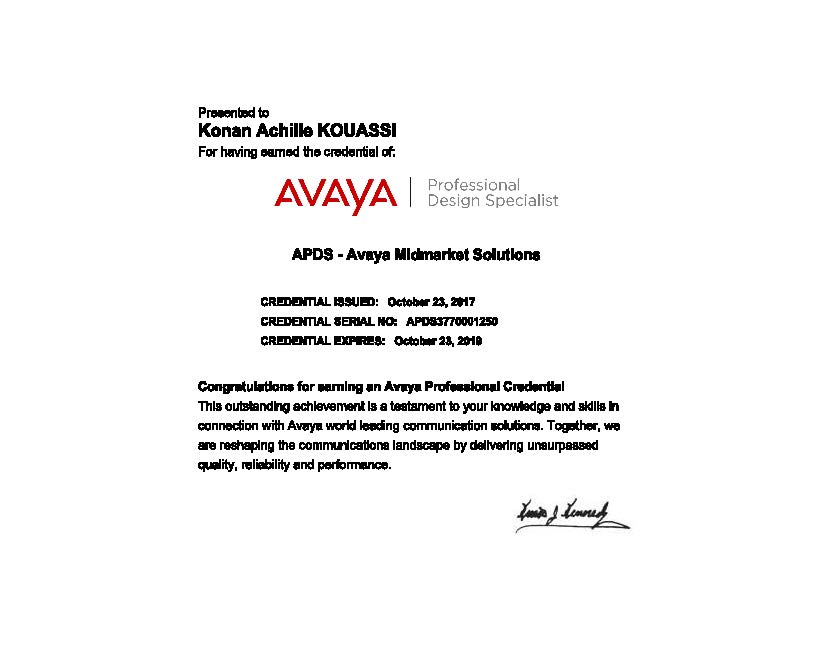 Presented to
Konan Achille KOUASSI
For having earned the credential of:
AVAYA | Professional
Design Specialist
APDS - Avaya Midmarket Solutions
CREDENTIAL ISSUED: October 23, 2017
CREDENTIAL SERIAL NO: APDS3770001250
CREDENTIAL EXPIRES: October 23, 2019
Congratulations for earning an Avaya Professional Credential
This outstanding achievement is a testament to your knowledge and skills in
connection with Avaya world leading communication solutions. Together, we
are reshaping the communications landscape by delivering unsurpassed
quality, reliability and performance.
J Kennedy